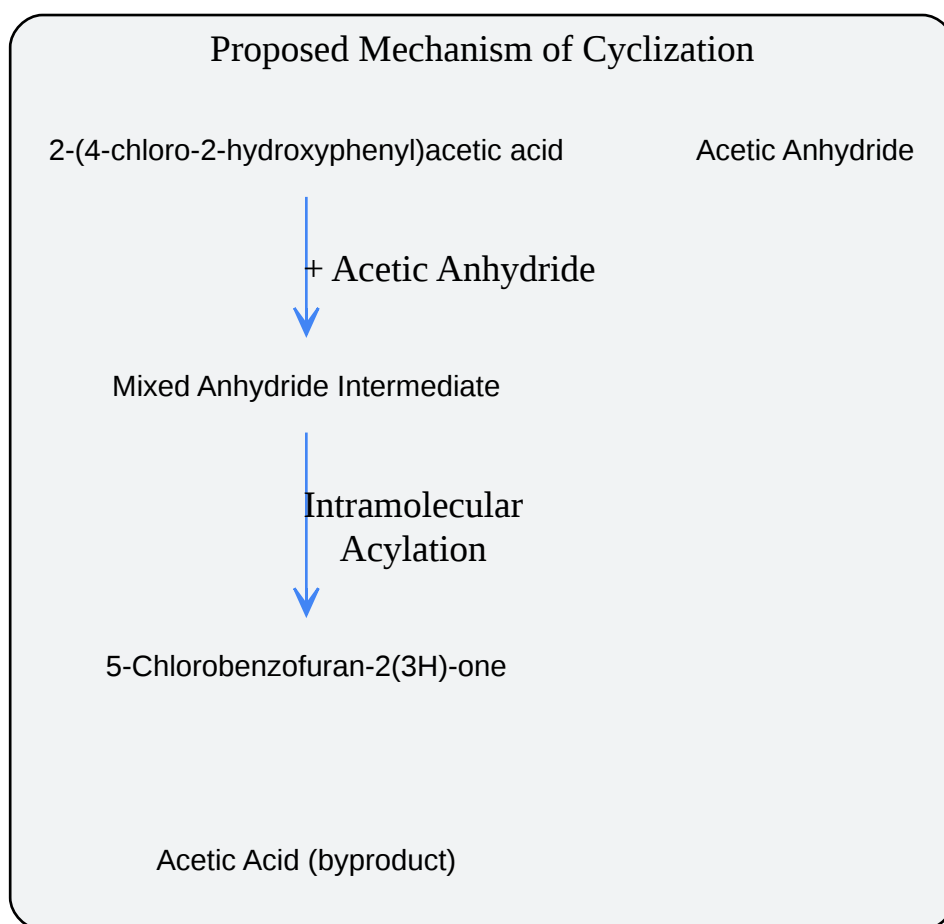 Proposed Mechanism of Cyclization
2-(4-chloro-2-hydroxyphenyl)acetic acid
Acetic Anhydride
+ Acetic Anhydride
Mixed Anhydride Intermediate
Intramolecular
Acylation
5-Chlorobenzofuran-2(3H)-one
Acetic Acid (byproduct)